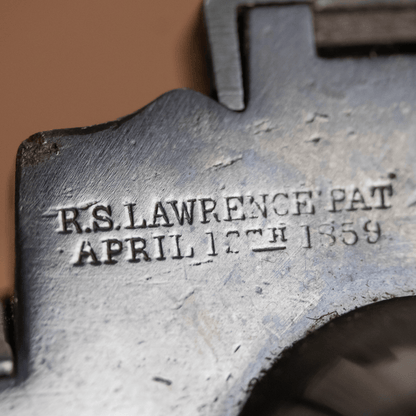 R.S. LAWRENCE PAT
APRIL 12TH 1859